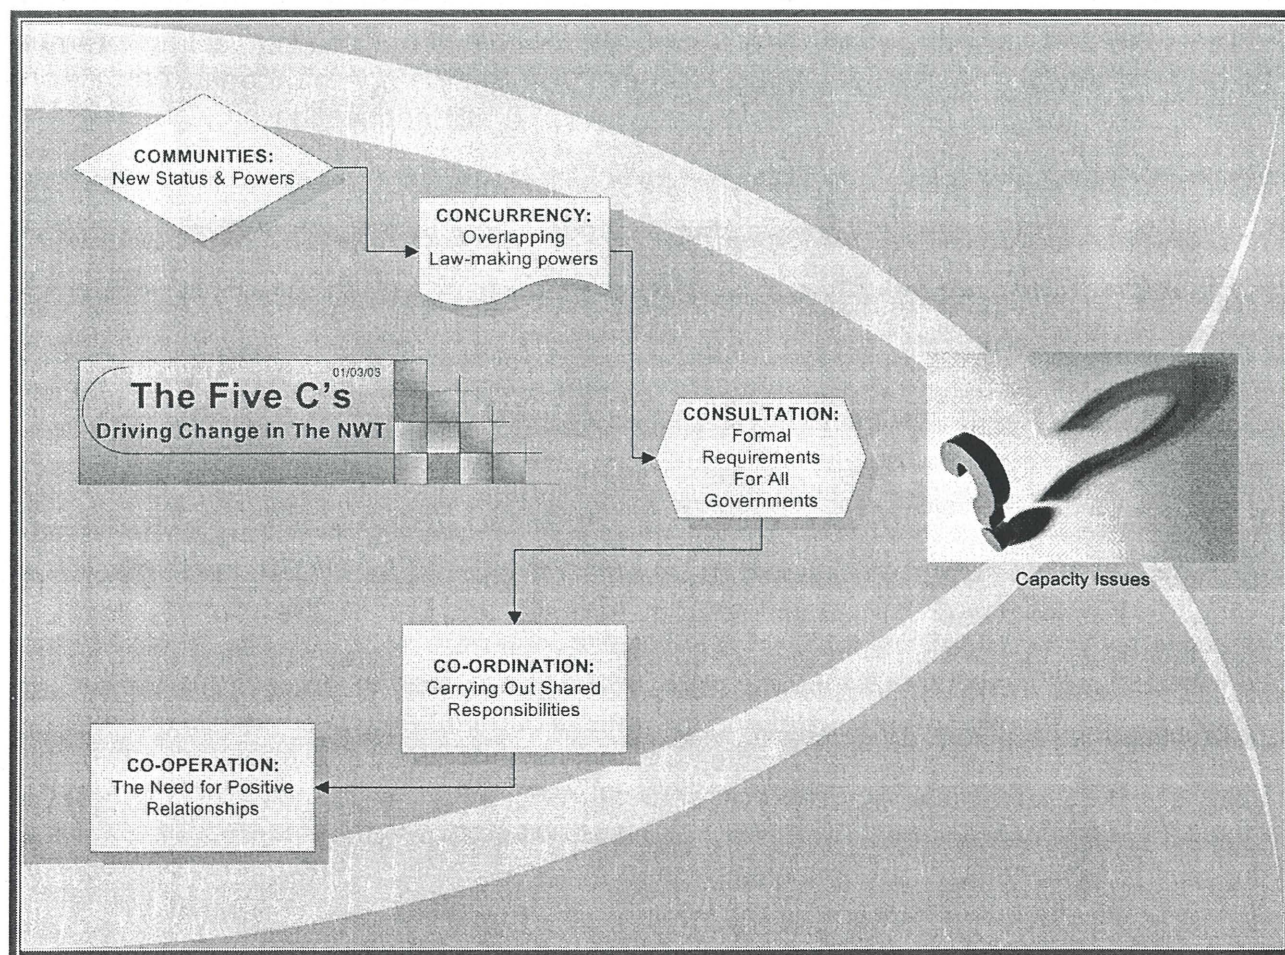 COMMUNITIES:
New Status & Powers
CONCURRENCY:
Overlapping
Law-making powers
01/03/03
The Five C's
Driving Change in The NWT
CONSULTATION:
Formal
Requirements
For All
Governments
Capacity Issues
CO-ORDINATION:
Carrying Out Shared
Responsibilities
CO-OPERATION:
The Need for Positive
Relationships